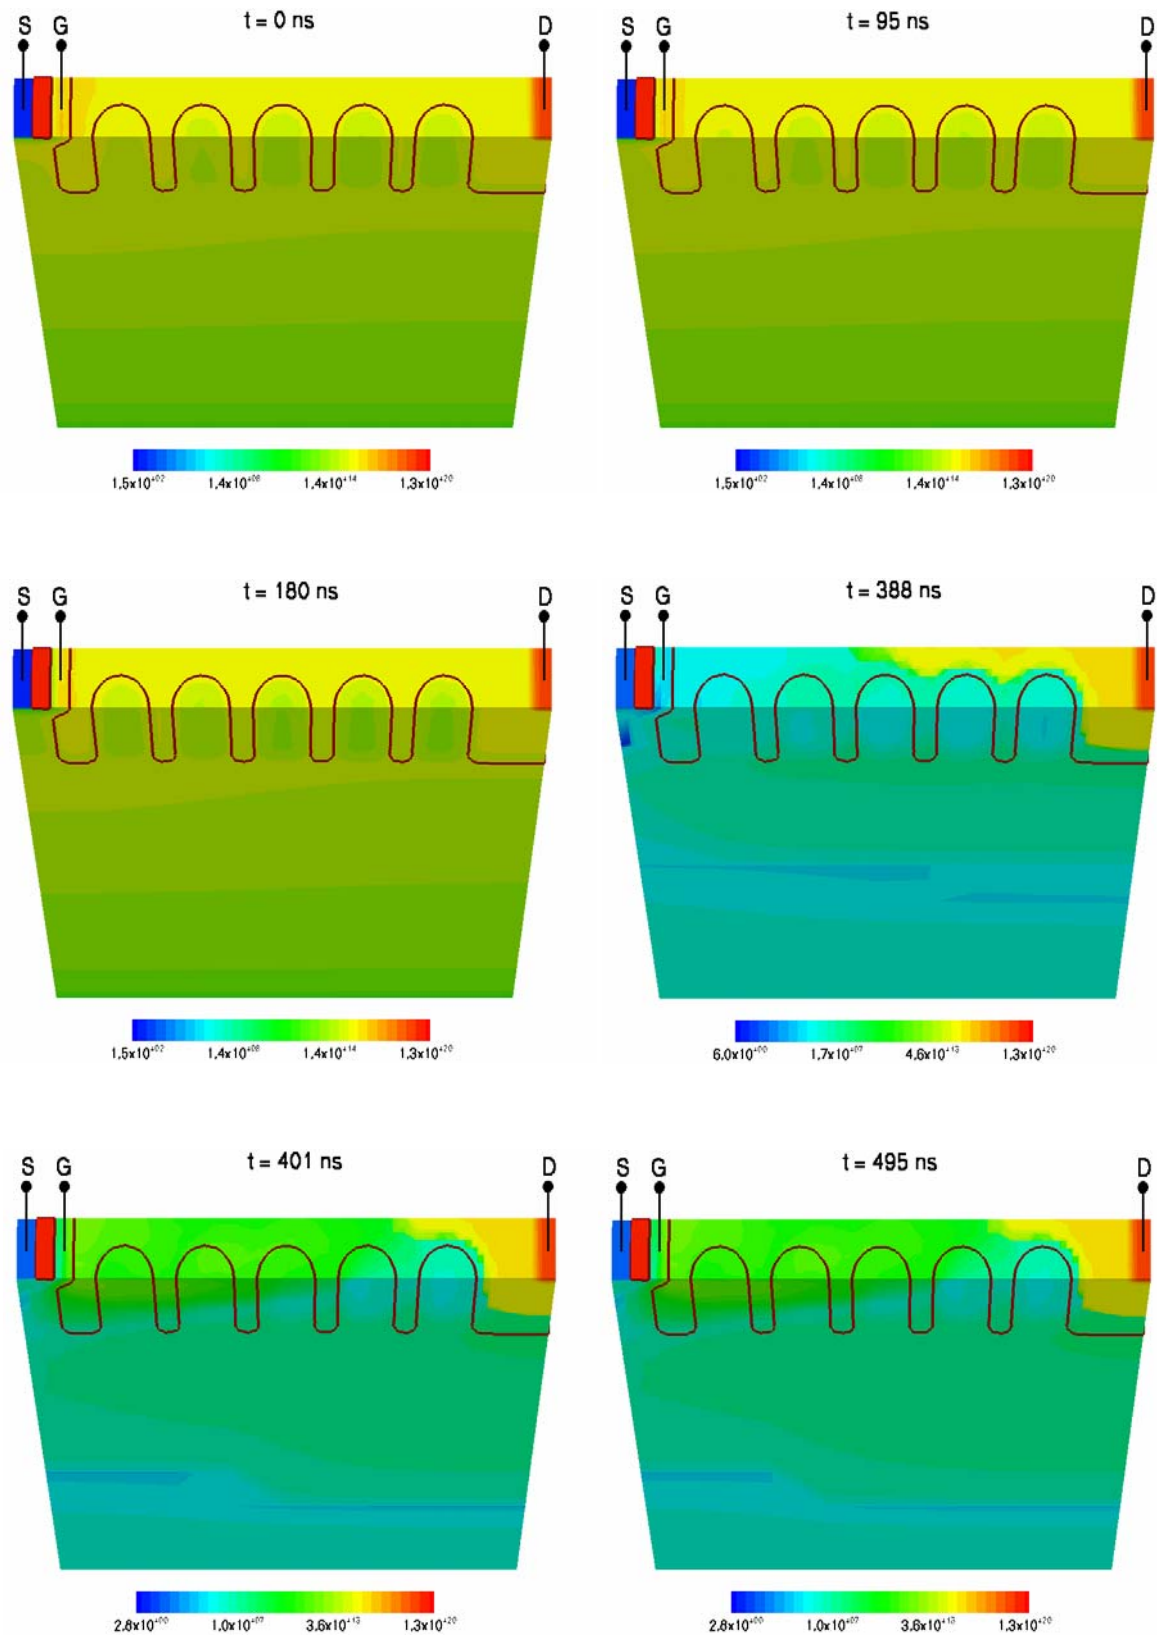 t = 0 ns
t = 95 ns
S G D
S G D
1.5x10⁺⁰² 1.4x10⁺⁰⁸ 1.4x10⁺¹⁴ 1.3x10⁺²⁰
1.5x10⁺⁰² 1.4x10⁺⁰⁸ 1.4x10⁺¹⁴ 1.3x10⁺²⁰
t = 180 ns
t = 388 ns
S G D
S G D
1.5x10⁺⁰² 1.4x10⁺⁰⁸ 1.4x10⁺¹⁴ 1.3x10⁺²⁰
6.0x10⁺⁰⁰ 1.7x10⁺⁰⁷ 4.6x10⁺¹³ 1.3x10⁺²⁰
t = 401 ns
t = 495 ns
S G D
S G D
2.8x10⁺⁰⁰ 1.0x10⁺⁰⁷ 3.6x10⁺¹³ 1.3x10⁺²⁰
2.8x10⁺⁰⁰ 1.0x10⁺⁰⁷ 3.6x10⁺¹³ 1.3x10⁺²⁰